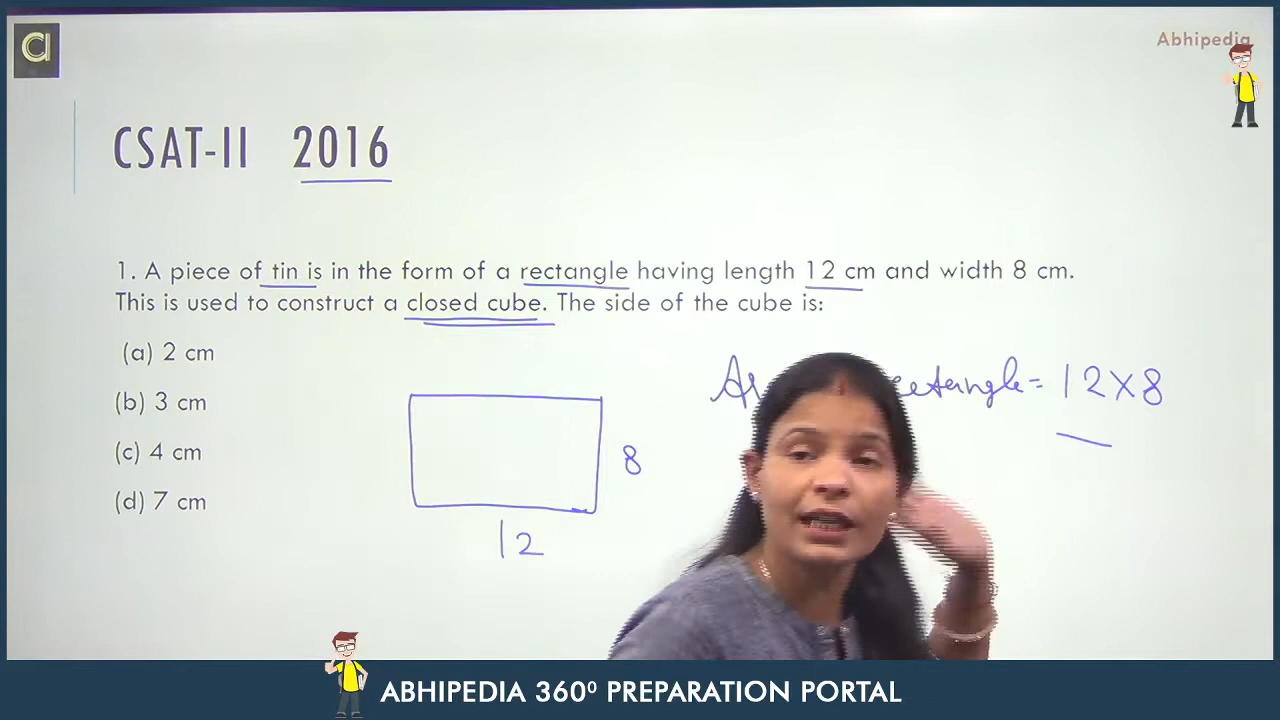 Abhipedia
CSAT-II 2016
1. A piece of tin is in the form of a rectangle having length 12 cm and width 8 cm.
This is used to construct a closed cube. The side of the cube is:
(a) 2 cm
(b) 3 cm
(c) 4 cm
(d) 7 cm
= 12×8
8
12
ABHIPEDIA 360⁰ PREPARATION PORTAL